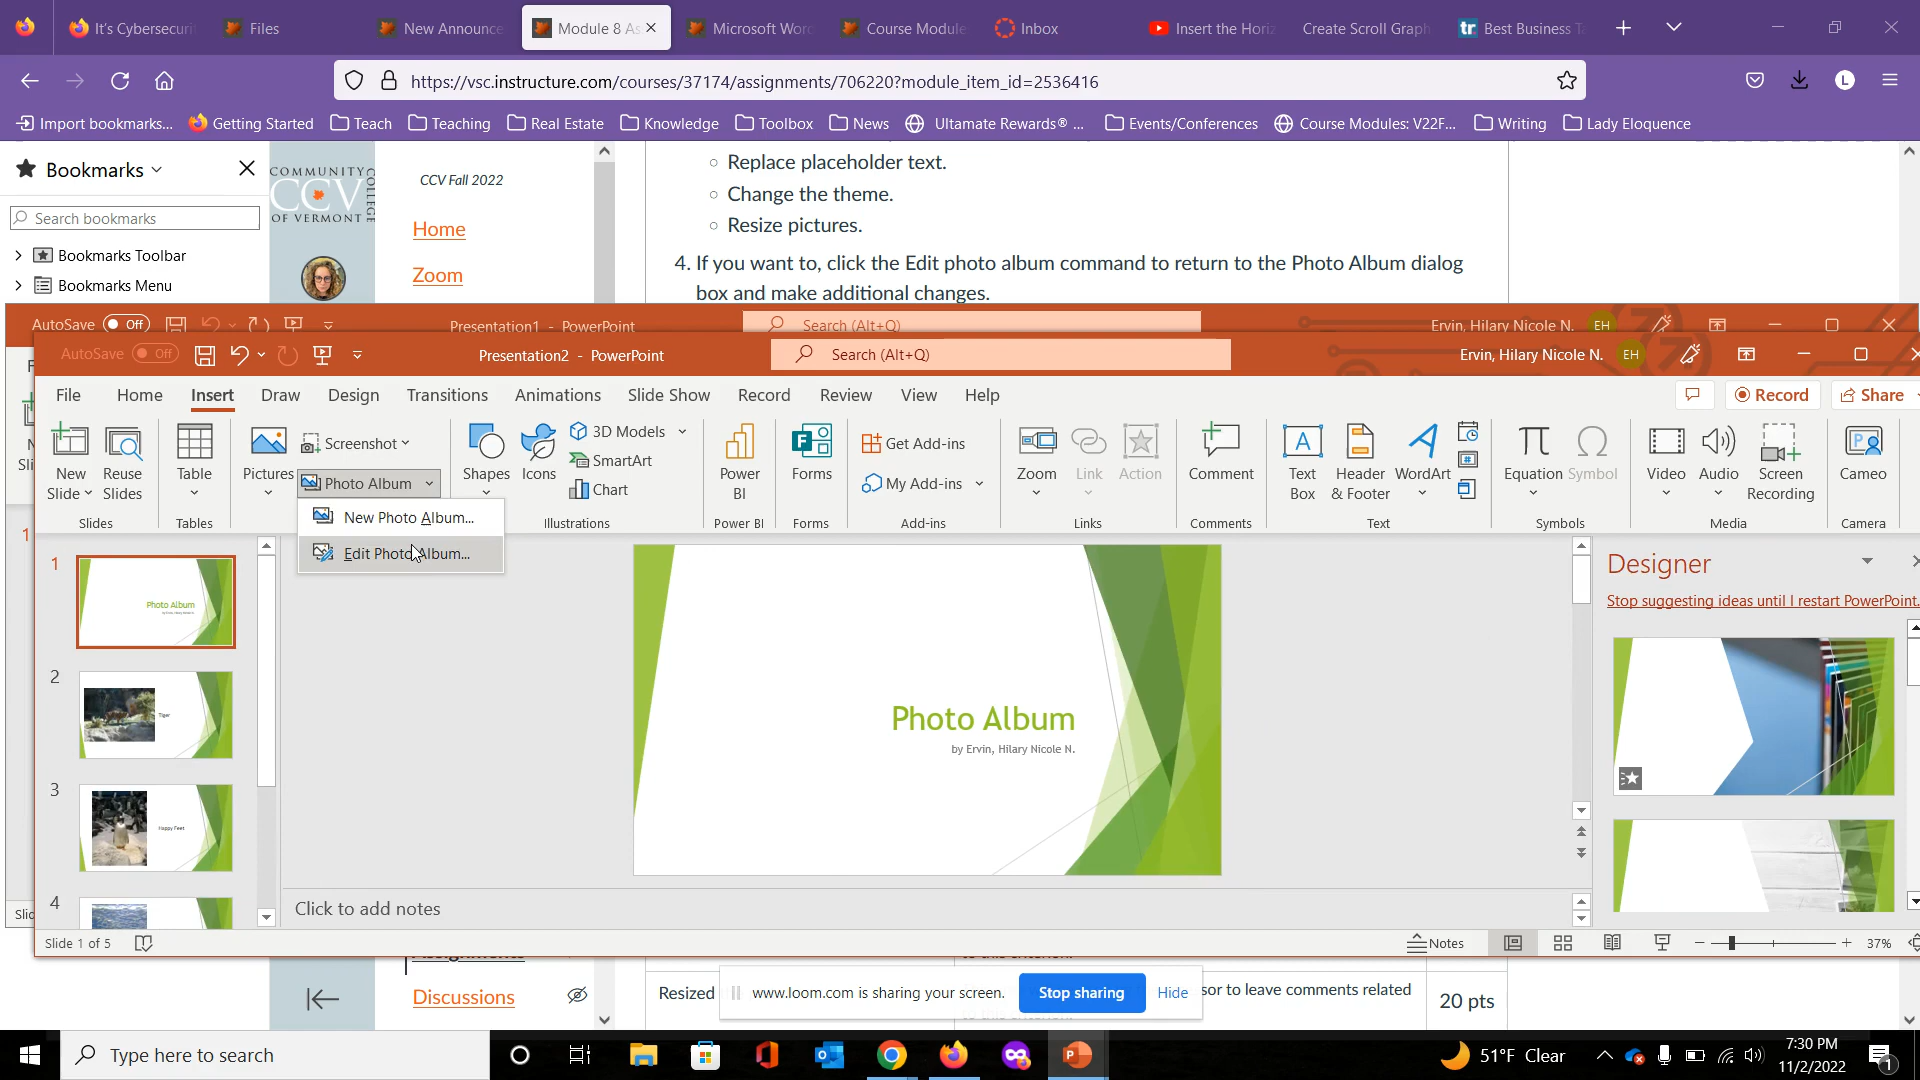 It's Cybersecuri
Files
New Announce
Module 8 As
Microsoft Word
Course Module
Inbox
Insert the Horiz
Create Scroll Graph
Best Business T
https://vsc.instructure.com/courses/37174/assignments/706220?module_item_id=2536416
L
Import bookmarks...
Getting Started
Teach
Teaching
Real Estate
Knowledge
Toolbox
News
Ultamate Rewards® ...
Events/Conferences
Course Modules: V22F...
Writing
Lady Eloquence
Bookmarks
Search bookmarks
Bookmarks Toolbar
Bookmarks Menu
COMMUNITY
COLLEGE
CCV
OF VERMONT
CCV Fall 2022
Home
Zoom
Replace placeholder text.
Change the theme.
Resize pictures.
4. If you want to, click the Edit photo album command to return to the Photo Album dialog
box and make additional changes.
AutoSave Off
Presentation1 - PowerPoint
Search (Alt+Q)
Ervin, Hilary Nicole N.
EH
AutoSave Off
Presentation2 - PowerPoint
Search (Alt+Q)
Ervin, Hilary Nicole N.
EH
File
Home
Insert
Draw
Design
Transitions
Animations
Slide Show
Record
Review
View
Help
Record
Share
New
Slide
Reuse
Slides
Table
Pictures
Screenshot
Photo Album
Shapes
Icons
3D Models
SmartArt
Chart
Power
BI
Forms
Get Add-ins
My Add-ins
Zoom
Link
Action
Comment
Text
Box
Header
& Footer
WordArt
Equation
Symbol
Video
Audio
Screen
Recording
Cameo
Slides
Tables
Illustrations
Power BI
Forms
Add-ins
Links
Comments
Text
Symbols
Media
Camera
New Photo Album...
Edit Photo Album...
1
1
Photo Album
2
Tiger
3
Happy Feet
4
Photo Album
by Ervin, Hilary Nicole N.
Designer
Stop suggesting ideas until I restart PowerPoint.
Click to add notes
Slide 1 of 5
Notes
37%
Discussions
Resized
www.loom.com is sharing your screen.
Stop sharing
Hide
sor to leave comments related
20 pts
Type here to search
51°F Clear
7:30 PM
11/2/2022
1